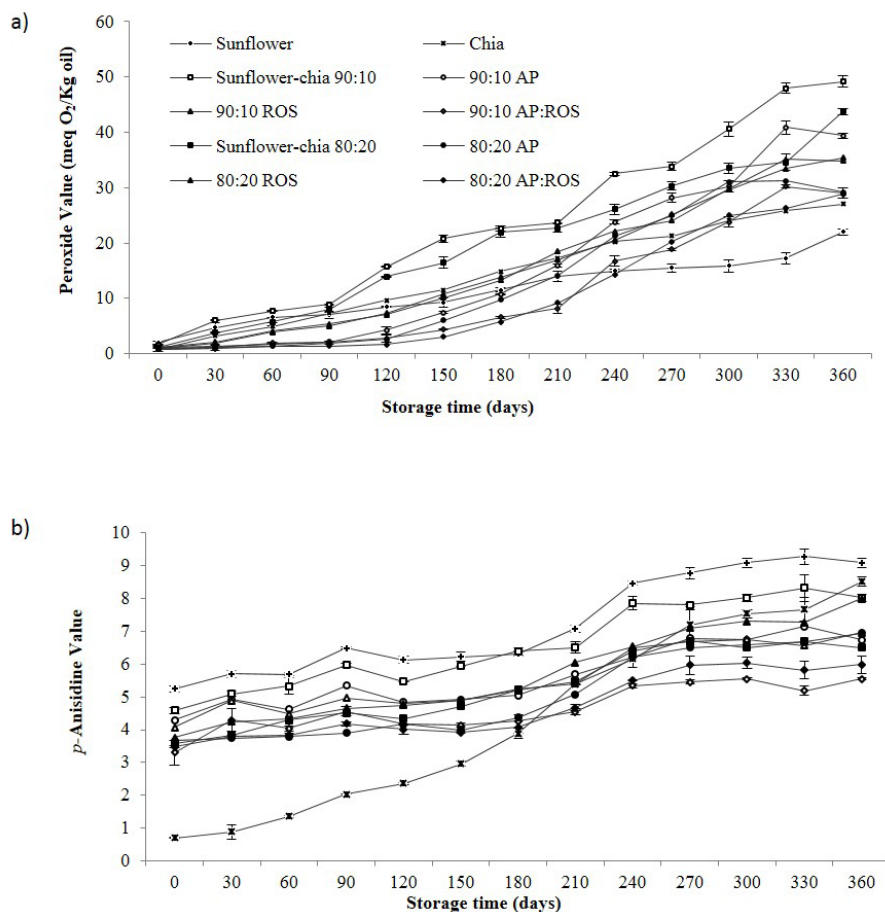 a)
Peroxide Value (meq O₂/Kg oil)
60
50
40
30
20
10
0
Sunflower
Chia
Sunflower-chia 90:10
90:10 AP
90:10 ROS
90:10 AP:ROS
Sunflower-chia 80:20
80:20 AP
80:20 ROS
80:20 AP:ROS
0 30 60 90 120 150 180 210 240 270 300 330 360
Storage time (days)
b)
p-Anisidine Value
10
9
8
7
6
5
4
3
2
1
0
0 30 60 90 120 150 180 210 240 270 300 330 360
Storage time (days)